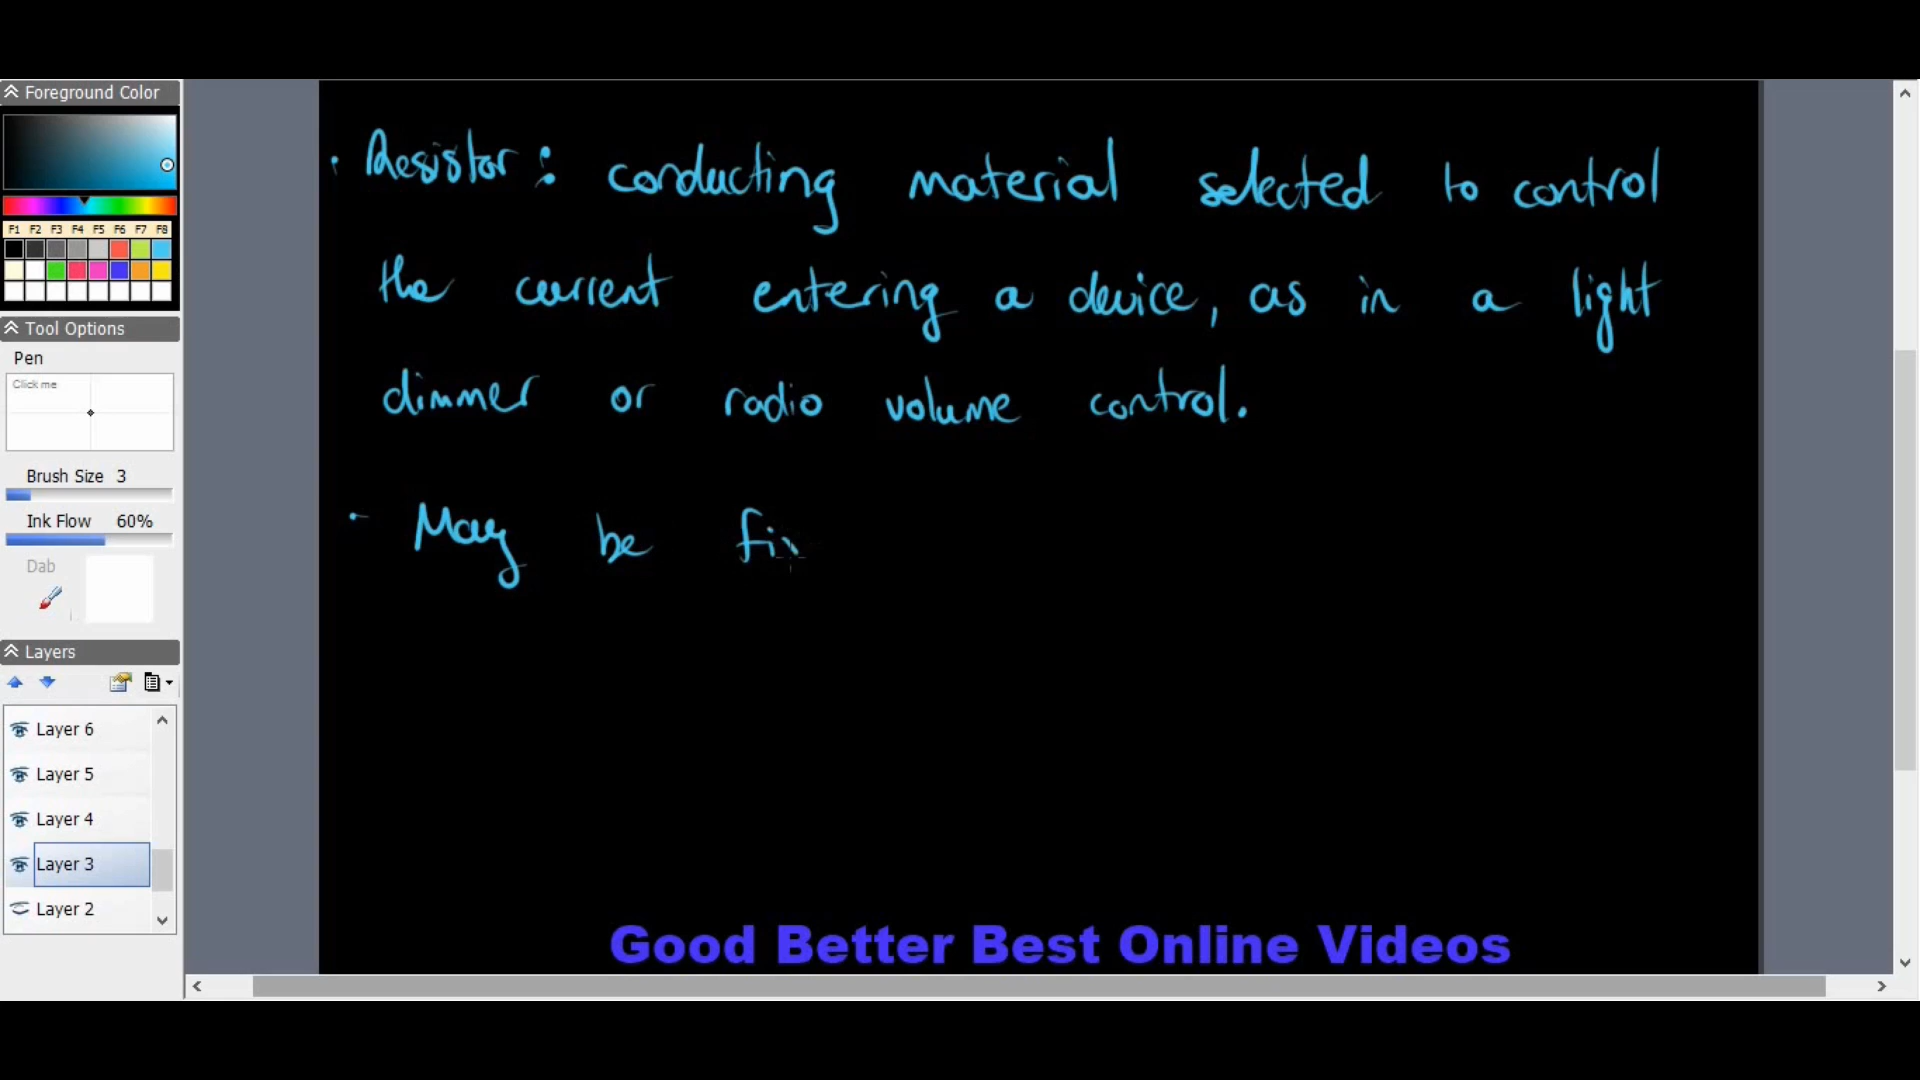 Foreground Color
F1 F2 F3 F4 F5 F6 F7 F8
Tool Options
Pen
Click me
Brush Size 3
Ink Flow 60%
Dab
Layers
Layer 6
Layer 5
Layer 4
Layer 3
Layer 2
· Resistor: conducting material selected to control
the current entering a device, as in a light
dimmer or radio volume control.
· May be fix
Good Better Best Online Videos